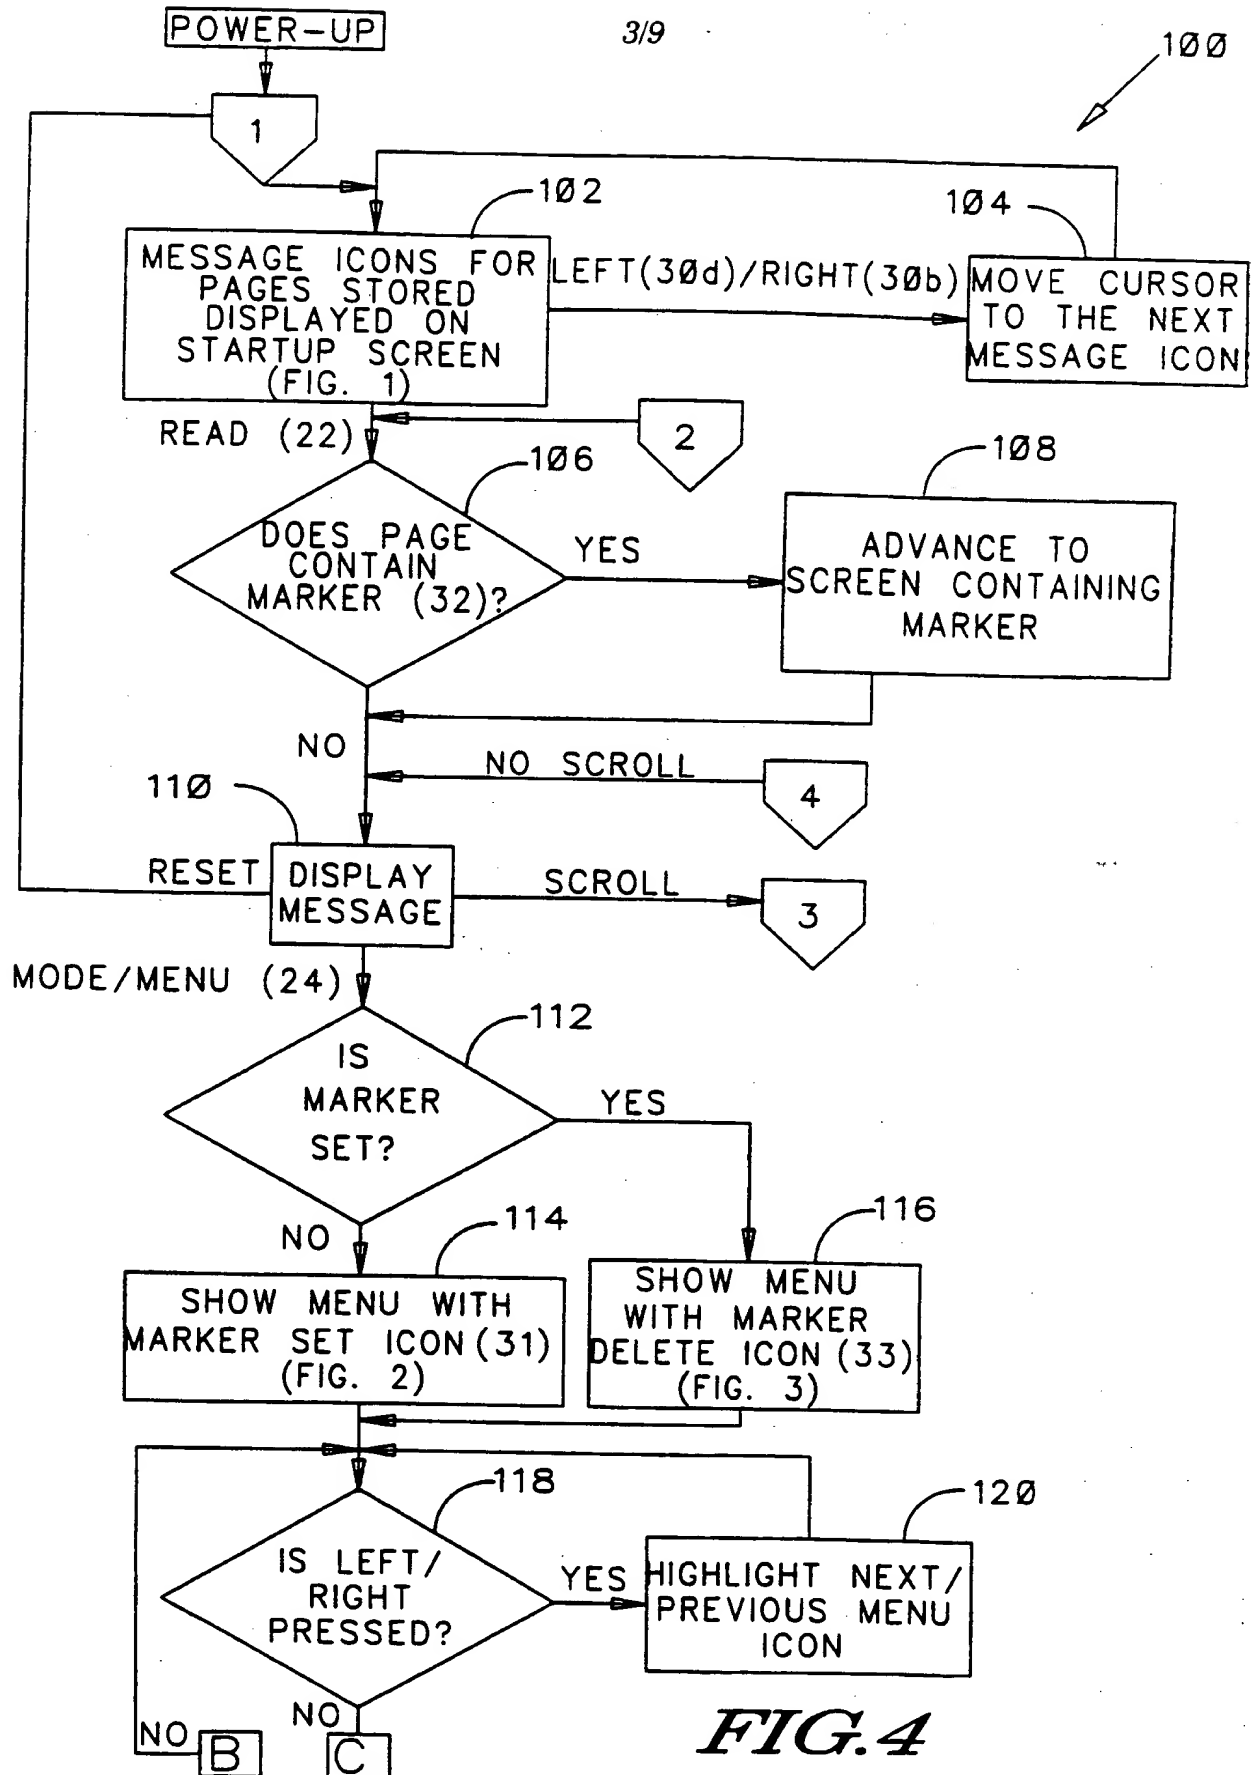 POWER-UP
3/9
100
1
102
104
MESSAGE ICONS FOR
PAGES STORED
DISPLAYED ON
STARTUP SCREEN
(FIG. 1)
LEFT(30d)/RIGHT(30b)
MOVE CURSOR
TO THE NEXT
MESSAGE ICON
READ (22)
2
106
108
DOES PAGE
CONTAIN
MARKER (32)?
YES
ADVANCE TO
SCREEN CONTAINING
MARKER
NO
NO SCROLL
4
110
RESET
DISPLAY
MESSAGE
SCROLL
3
MODE/MENU (24)
112
IS
MARKER
SET?
YES
NO
114
116
SHOW MENU WITH
MARKER SET ICON (31)
(FIG. 2)
SHOW MENU
WITH MARKER
DELETE ICON (33)
(FIG. 3)
118
120
IS LEFT/
RIGHT
PRESSED?
YES
HIGHLIGHT NEXT/
PREVIOUS MENU
ICON
NO
B
NO
C
FIG.4